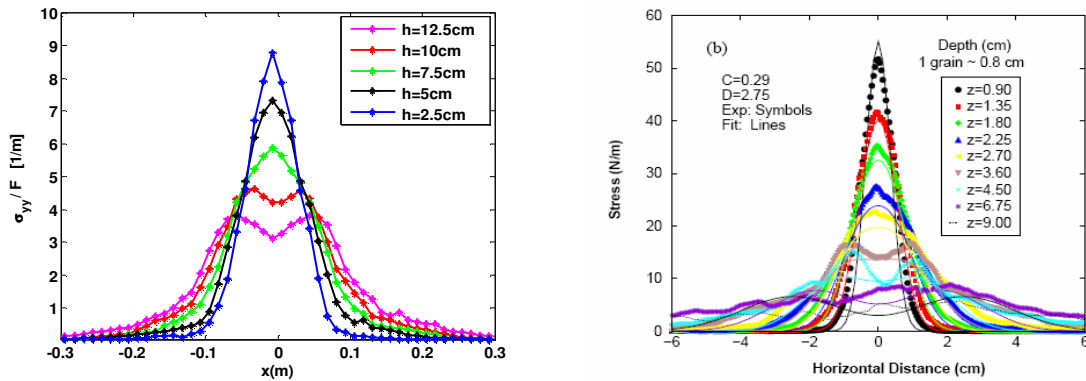 10
9
8
7
6
5
4
3
2
1
σyy/ F [1/m]
-0.3
-0.2
-0.1
0
0.1
0.2
0.3
x(m)
h=12.5cm
h=10cm
h=7.5cm
h=5cm
h=2.5cm
60
50
40
30
20
10
0
Stress (N/m)
(b)
C=0.29
D=2.75
Exp: Symbols
Fit: Lines
Depth (cm)
1 grain ~ 0.8 cm
z=0.90
z=1.35
z=1.80
z=2.25
z=2.70
z=3.60
z=4.50
z=6.75
z=9.00
-6
-4
-2
0
2
4
6
Horizontal Distance (cm)